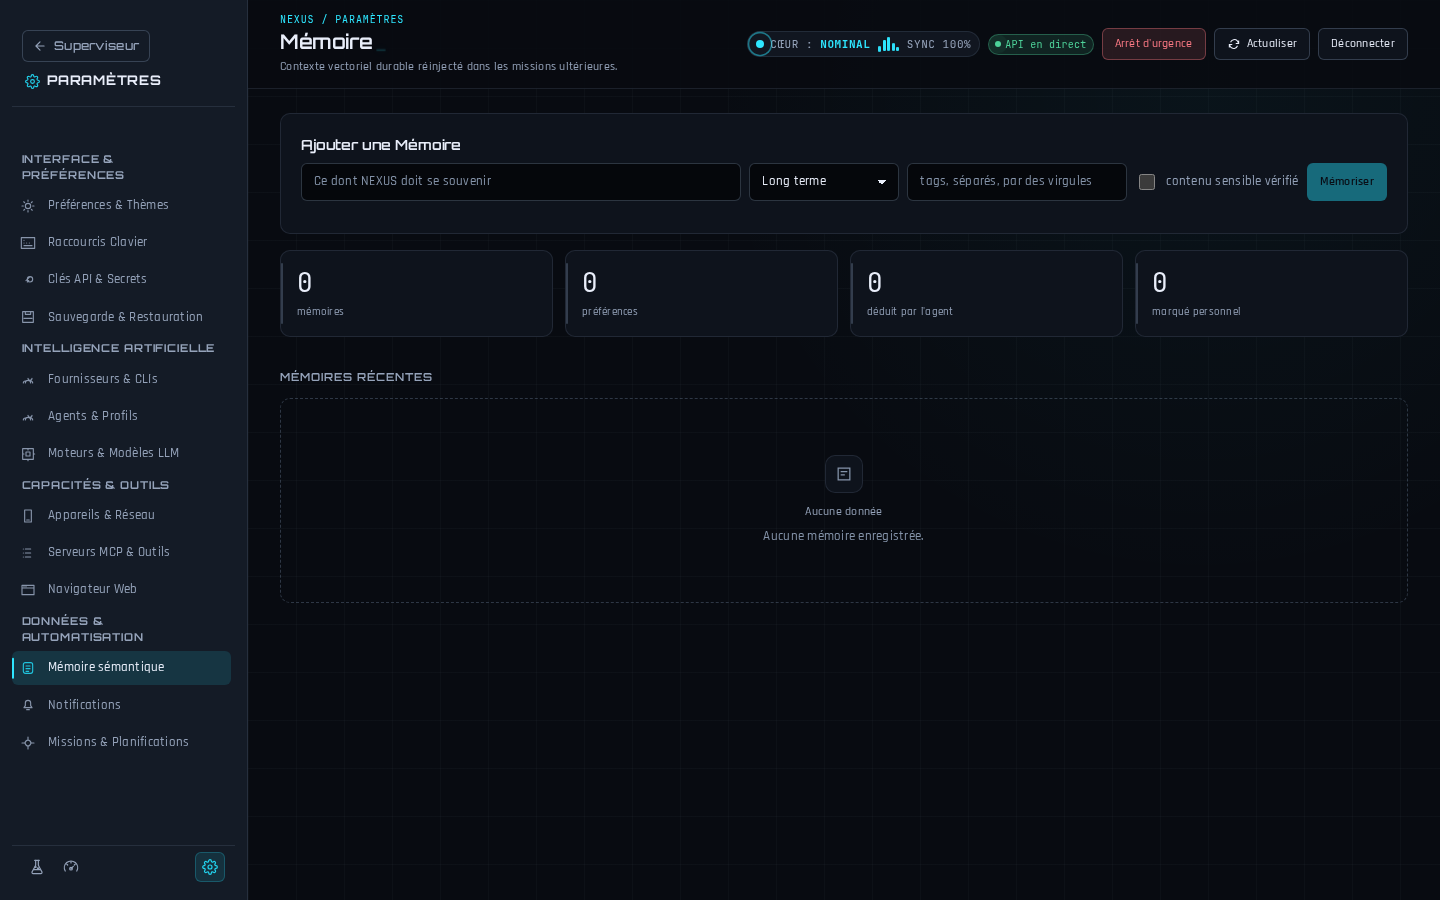 Superviseur
PARAMÈTRES
INTERFACE &
PRÉFÉRENCES
Préférences & Thèmes
Raccourcis Clavier
Clés API & Secrets
Sauvegarde & Restauration
INTELLIGENCE ARTIFICIELLE
Fournisseurs & CLIs
Agents & Profils
Moteurs & Modèles LLM
CAPACITÉS & OUTILS
Appareils & Réseau
Serveurs MCP & Outils
Navigateur Web
DONNÉES &
AUTOMATISATION
Mémoire sémantique
Notifications
Missions & Planifications
NEXUS / PARAMÈTRES
Mémoire_
Contexte vectoriel durable réinjecté dans les missions ultérieures.
CŒUR : NOMINAL SYNC 100%
API en direct
Arrêt d'urgence
Actualiser
Déconnecter
Ajouter une Mémoire
Ce dont NEXUS doit se souvenir
Long terme
tags, séparés, par des virgules
contenu sensible vérifié
Mémoriser
0
mémoires
0
préférences
0
déduit par l'agent
0
marqué personnel
MÉMOIRES RÉCENTES
Aucune donnée
Aucune mémoire enregistrée.